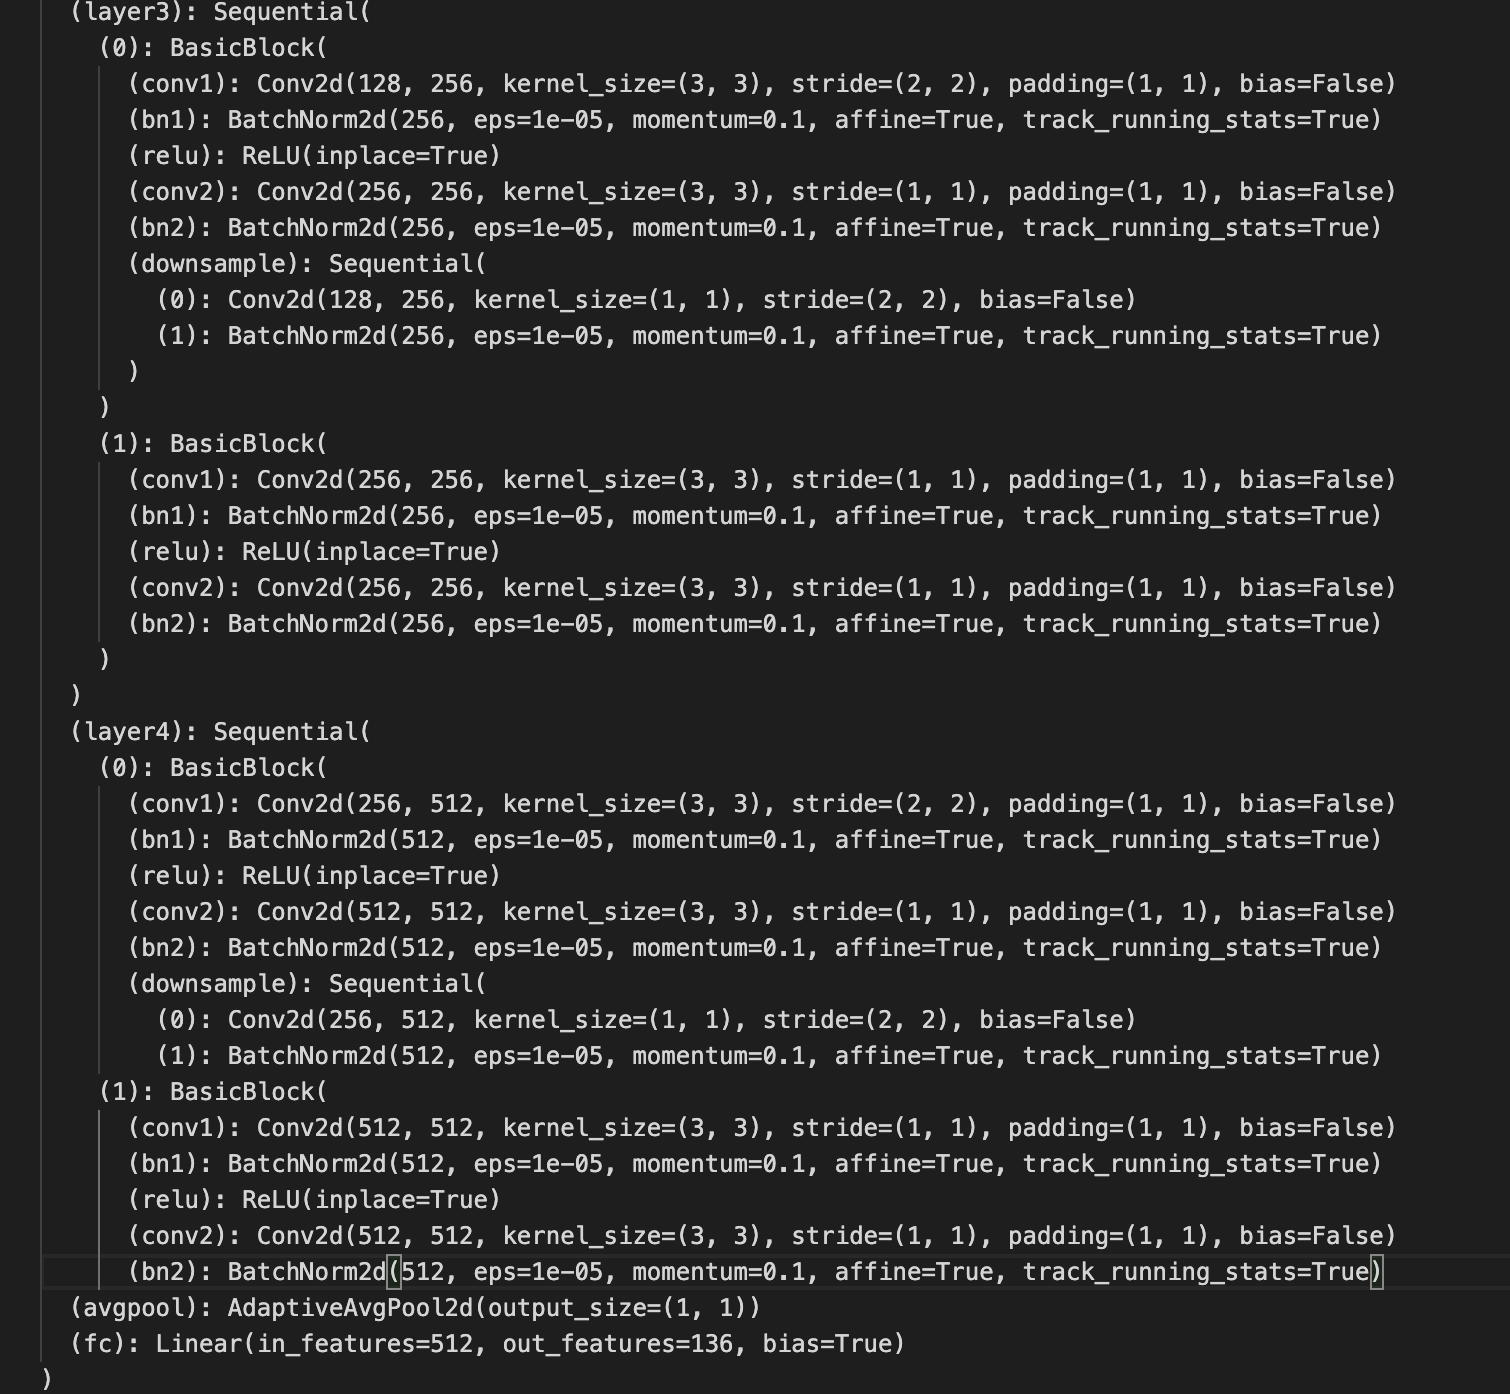 (layer3): Sequential(
(0): BasicBlock(
(conv1): Conv2d(128, 256, kernel_size=(3, 3), stride=(2, 2), padding=(1, 1), bias=False)
(bn1): BatchNorm2d(256, eps=1e-05, momentum=0.1, affine=True, track_running_stats=True)
(relu): ReLU(inplace=True)
(conv2): Conv2d(256, 256, kernel_size=(3, 3), stride=(1, 1), padding=(1, 1), bias=False)
(bn2): BatchNorm2d(256, eps=1e-05, momentum=0.1, affine=True, track_running_stats=True)
(downsample): Sequential(
(0): Conv2d(128, 256, kernel_size=(1, 1), stride=(2, 2), bias=False)
(1): BatchNorm2d(256, eps=1e-05, momentum=0.1, affine=True, track_running_stats=True)
)
)
(1): BasicBlock(
(conv1): Conv2d(256, 256, kernel_size=(3, 3), stride=(1, 1), padding=(1, 1), bias=False)
(bn1): BatchNorm2d(256, eps=1e-05, momentum=0.1, affine=True, track_running_stats=True)
(relu): ReLU(inplace=True)
(conv2): Conv2d(256, 256, kernel_size=(3, 3), stride=(1, 1), padding=(1, 1), bias=False)
(bn2): BatchNorm2d(256, eps=1e-05, momentum=0.1, affine=True, track_running_stats=True)
)
)
(layer4): Sequential(
(0): BasicBlock(
(conv1): Conv2d(256, 512, kernel_size=(3, 3), stride=(2, 2), padding=(1, 1), bias=False)
(bn1): BatchNorm2d(512, eps=1e-05, momentum=0.1, affine=True, track_running_stats=True)
(relu): ReLU(inplace=True)
(conv2): Conv2d(512, 512, kernel_size=(3, 3), stride=(1, 1), padding=(1, 1), bias=False)
(bn2): BatchNorm2d(512, eps=1e-05, momentum=0.1, affine=True, track_running_stats=True)
(downsample): Sequential(
(0): Conv2d(256, 512, kernel_size=(1, 1), stride=(2, 2), bias=False)
(1): BatchNorm2d(512, eps=1e-05, momentum=0.1, affine=True, track_running_stats=True)
(1): BasicBlock(
(conv1): Conv2d(512, 512, kernel_size=(3, 3), stride=(1, 1), padding=(1, 1), bias=False)
(bn1): BatchNorm2d(512, eps=1e-05, momentum=0.1, affine=True, track_running_stats=True)
(relu): ReLU(inplace=True)
(conv2): Conv2d(512, 512, kernel_size=(3, 3), stride=(1, 1), padding=(1, 1), bias=False)
(bn2): BatchNorm2d(512, eps=1e-05, momentum=0.1, affine=True, track_running_stats=True)
(avgpool): AdaptiveAvgPool2d(output_size=(1, 1))
(fc): Linear(in_features=512, out_features=136, bias=True)
)